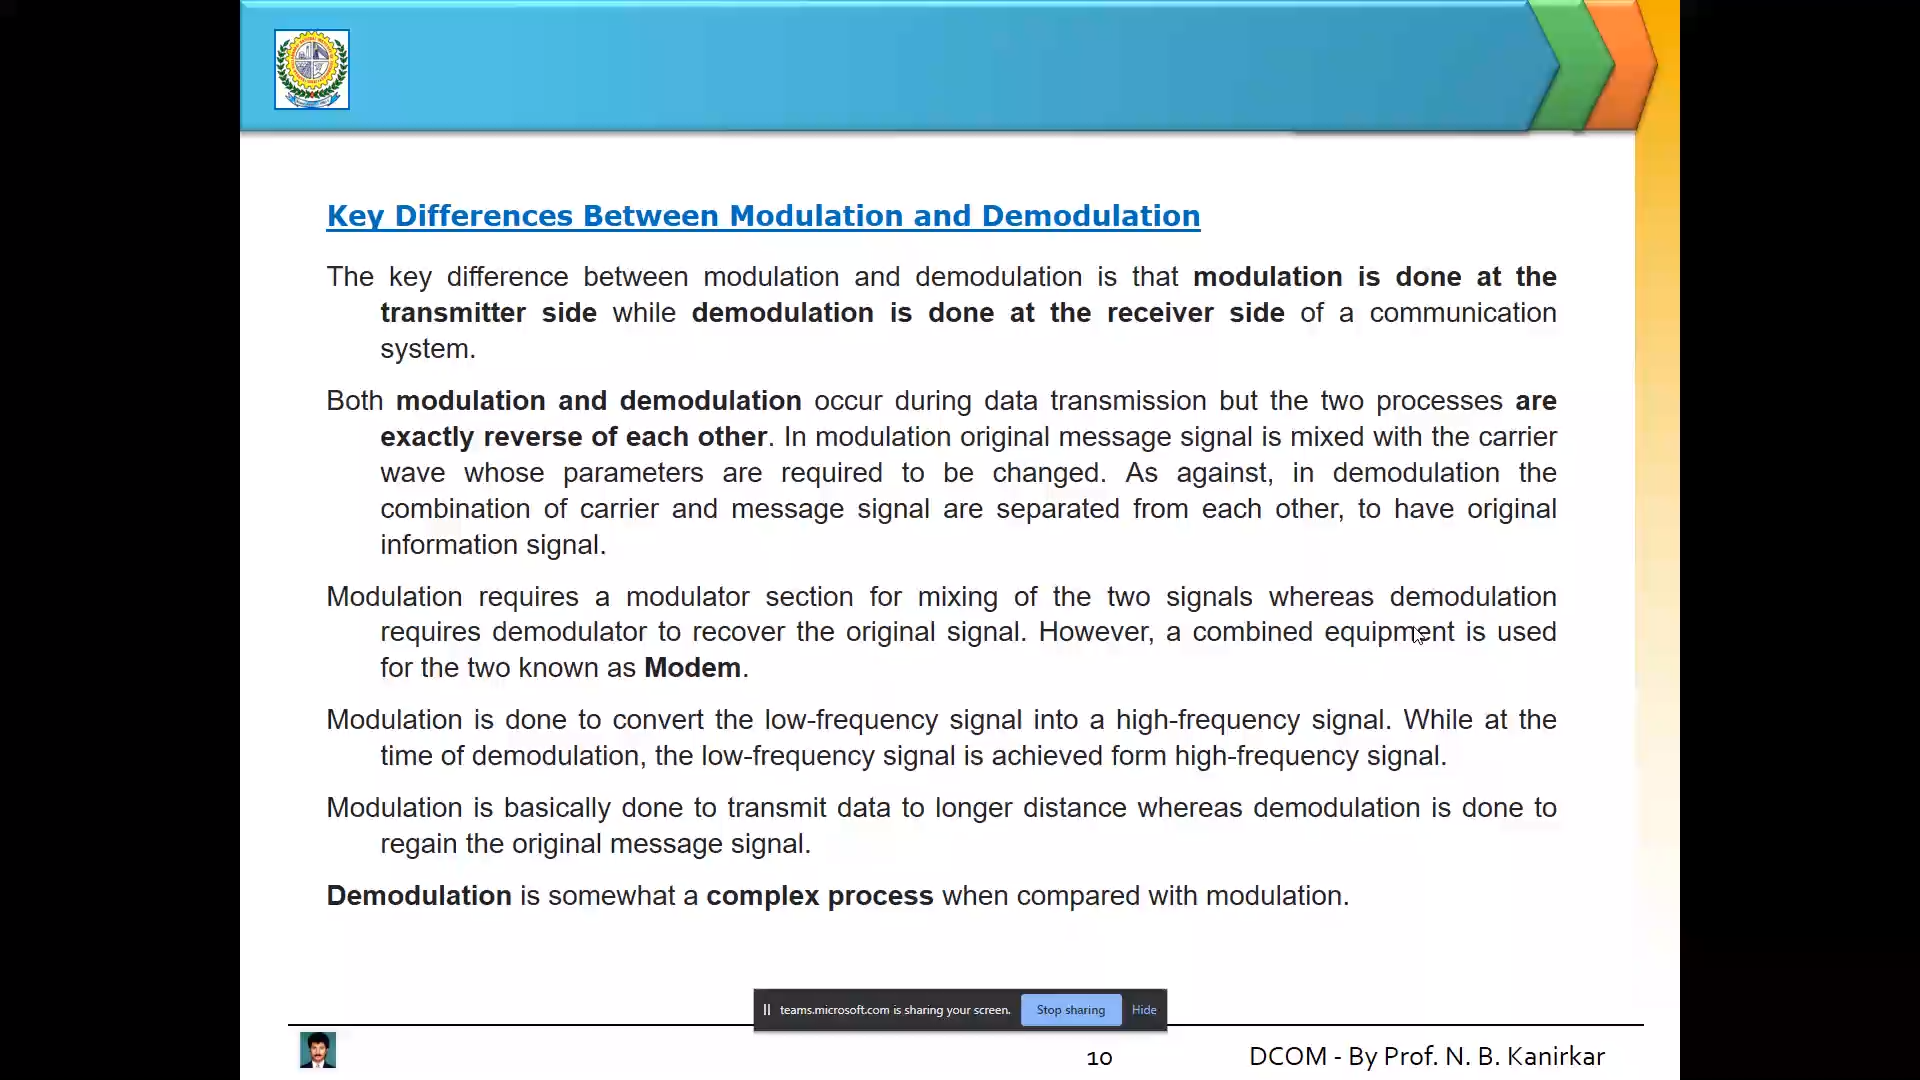 Key Differences Between Modulation and Demodulation
The key difference between modulation and demodulation is that modulation is done at the
transmitter side while demodulation is done at the receiver side of a communication
system.
Both modulation and demodulation occur during data transmission but the two processes are
exactly reverse of each other. In modulation original message signal is mixed with the carrier
wave whose parameters are required to be changed. As against, in demodulation the
combination of carrier and message signal are separated from each other, to have original
information signal.
Modulation requires a modulator section for mixing of the two signals whereas demodulation
requires demodulator to recover the original signal. However, a combined equipment is used
for the two known as Modem.
Modulation is done to convert the low-frequency signal into a high-frequency signal. While at the
time of demodulation, the low-frequency signal is achieved form high-frequency signal.
Modulation is basically done to transmit data to longer distance whereas demodulation is done to
regain the original message signal.
Demodulation is somewhat a complex process when compared with modulation.
teams.microsoft.com is sharing your screen. Stop sharing Hide
10 DCOM - By Prof. N. B. Kanirkar